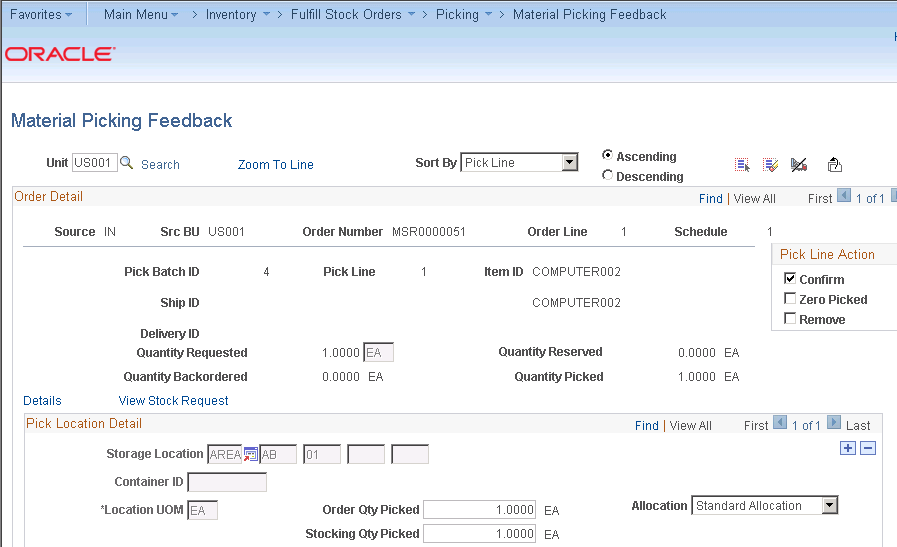 Favorites Main Menu > Inventory > Fulfill Stock Orders > Picking > Material Picking Feedback
ORACLE
Material Picking Feedback
Unit US001 Search Zoom To Line Sort By Pick Line Ascending
Descending
Order Detail Find | View All First 1 of 1
Source IN Src BU US001 Order Number MSR0000051 Order Line 1 Schedule 1
Pick Line Action
Pick Batch ID 4 Pick Line 1 Item ID COMPUTER002
Confirm
Ship ID COMPUTER002 Zero Picked
Remove
Delivery ID
Quantity Requested 1.0000 EA Quantity Reserved 0.0000 EA
Quantity Backordered 0.0000 EA Quantity Picked 1.0000 EA
Details View Stock Request
Pick Location Detail Find | View All First 1 of 1 Last
Storage Location AREA AB 01
Container ID
*Location UOM EA Order Qty Picked 1.0000 EA Allocation Standard Allocation
Stocking Qty Picked 1.0000 EA